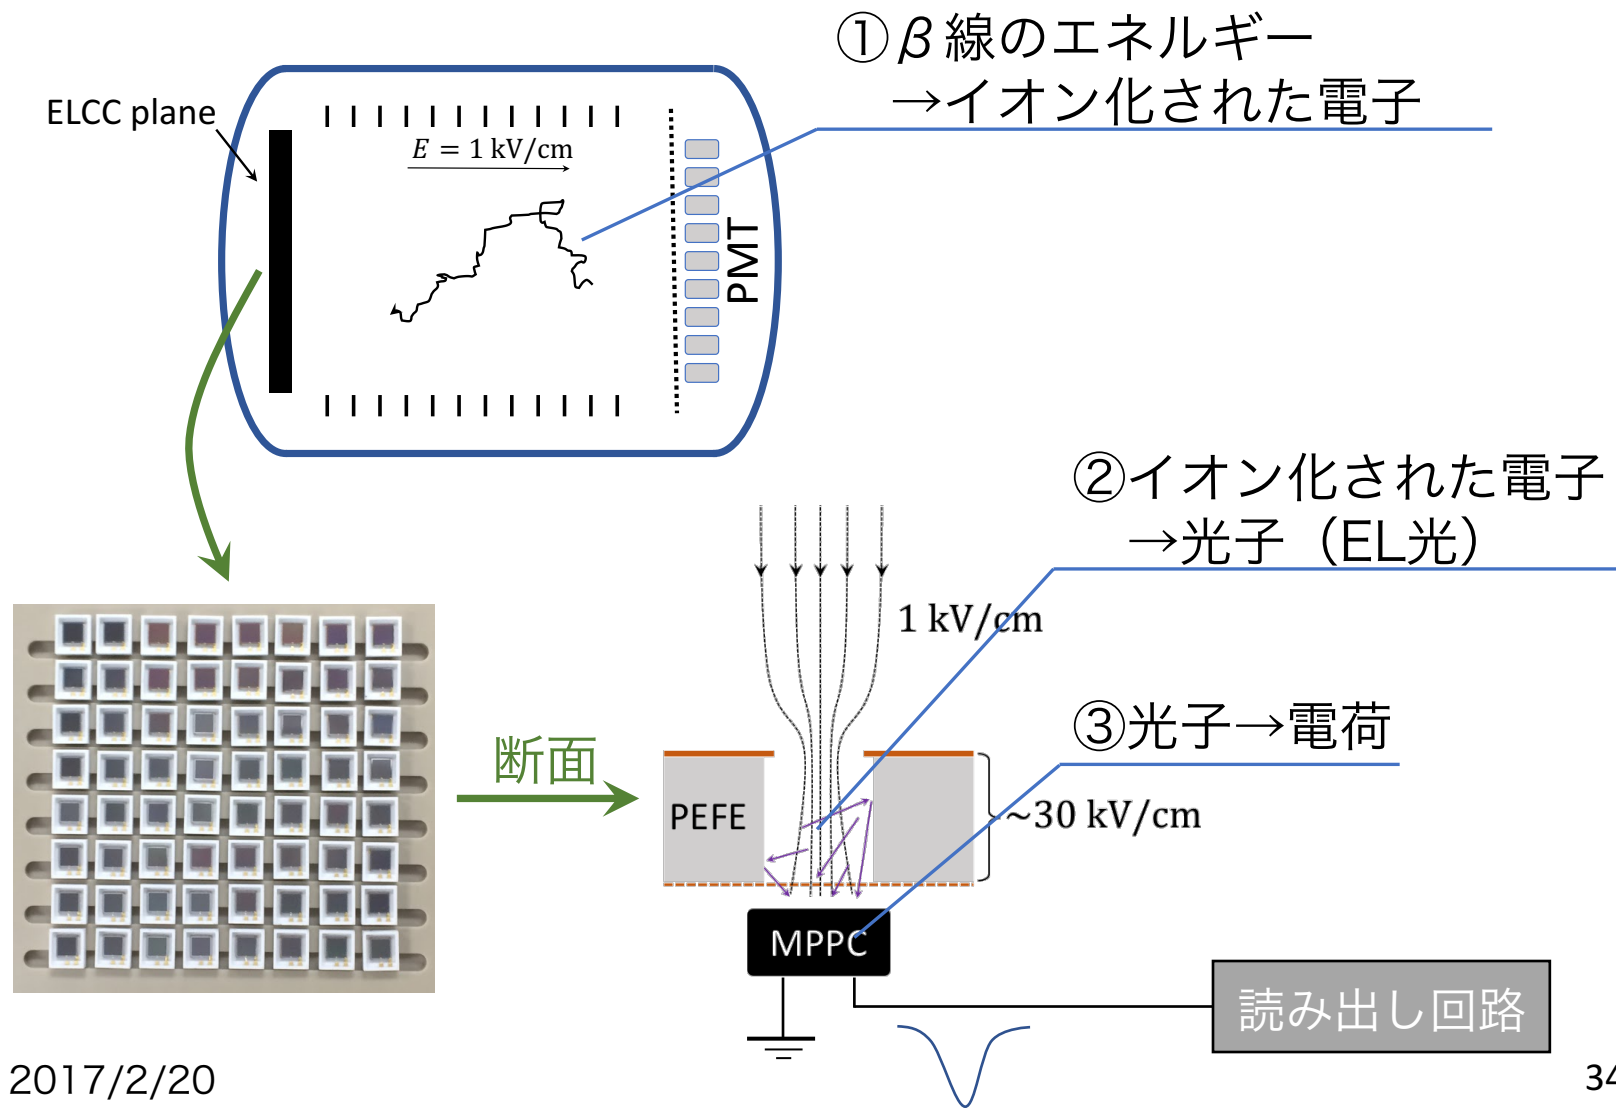 ①β線のエネルギー
→イオン化された電子
ELCC plane
E = 1 kV/cm
PMT
②イオン化された電子
→光子（EL光）
1 kV/cm
③光子→電荷
断面
PEFE
~30 kV/cm
MPPC
読み出し回路
2017/2/20
34